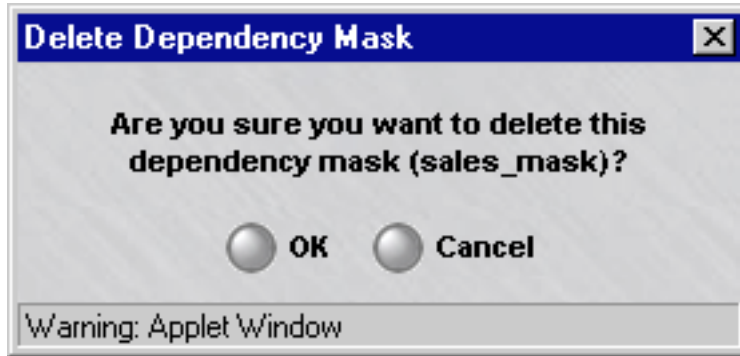 Delete Dependency Mask
Are you sure you want to delete this
dependency mask (sales_mask)?
OK Cancel
Warning: Applet Window